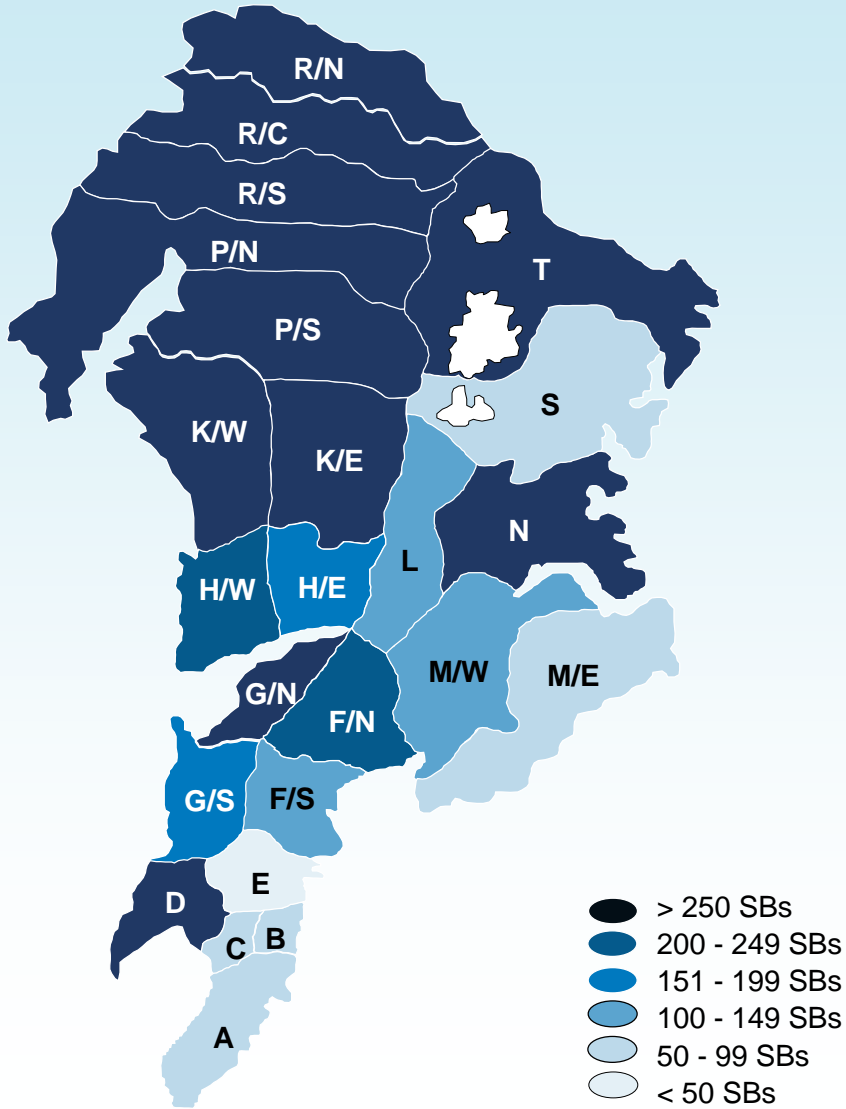 R/N
R/C
R/S
P/N
T
P/S
S
K/W
K/E
N
L
H/W
H/E
M/W
M/E
G/N
F/N
G/S
F/S
E
D
B
C
A
> 250 SBs
200 - 249 SBs
151 - 199 SBs
100 - 149 SBs
50 - 99 SBs
< 50 SBs